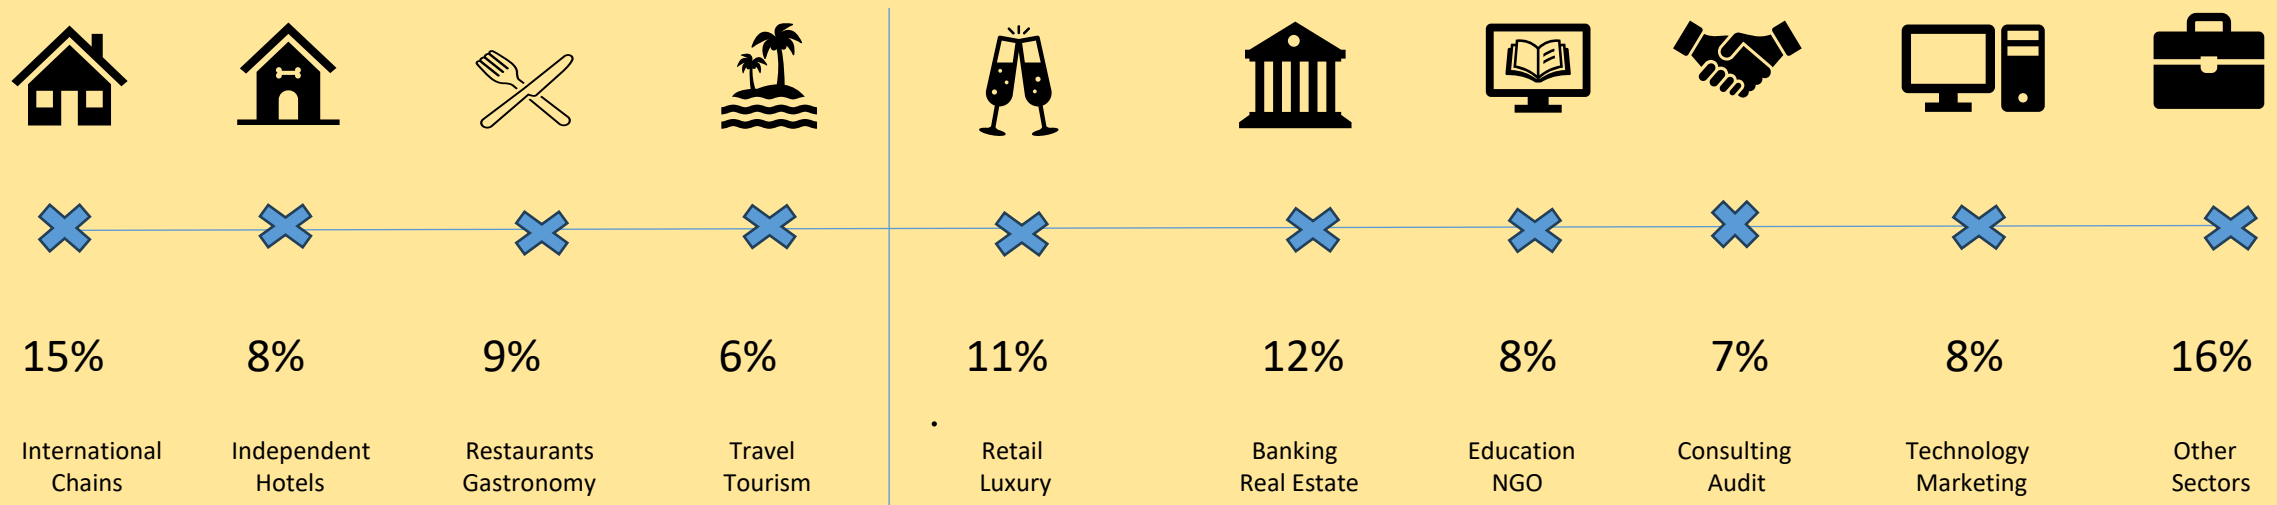 15%
8%
9%
6%
11%
12%
8%
7%
8%
16%
International
Chains
Independent
Hotels
Restaurants
Gastronomy
Travel
Tourism
.
Retail
Luxury
Banking
Real Estate
Education
NGO
Consulting
Audit
Technology
Marketing
Other
Sectors